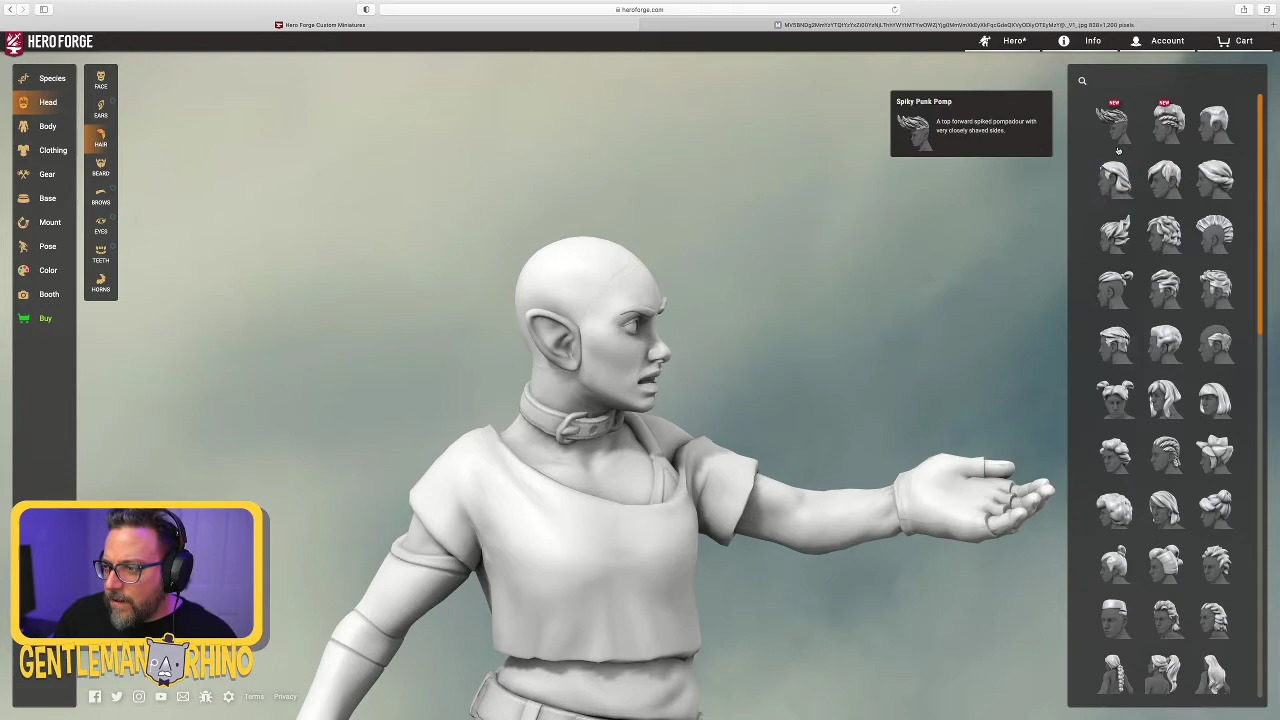 heroforge.com
Hero Forge Custom Miniatures
HERO FORGE
Hero*
Info
Account
Cart
Species
Head
Body
Clothing
Gear
Base
Mount
Pose
Color
Booth
Buy
FACE
EARS
HAIR
BEARD
BROWS
EYES
TEETH
HORNS
Spiky Punk Pomp
A top forward spiked pompadour with
very closely shaved sides.
NEW
NEW
GENTLEMAN RHINO
Terms
Privacy